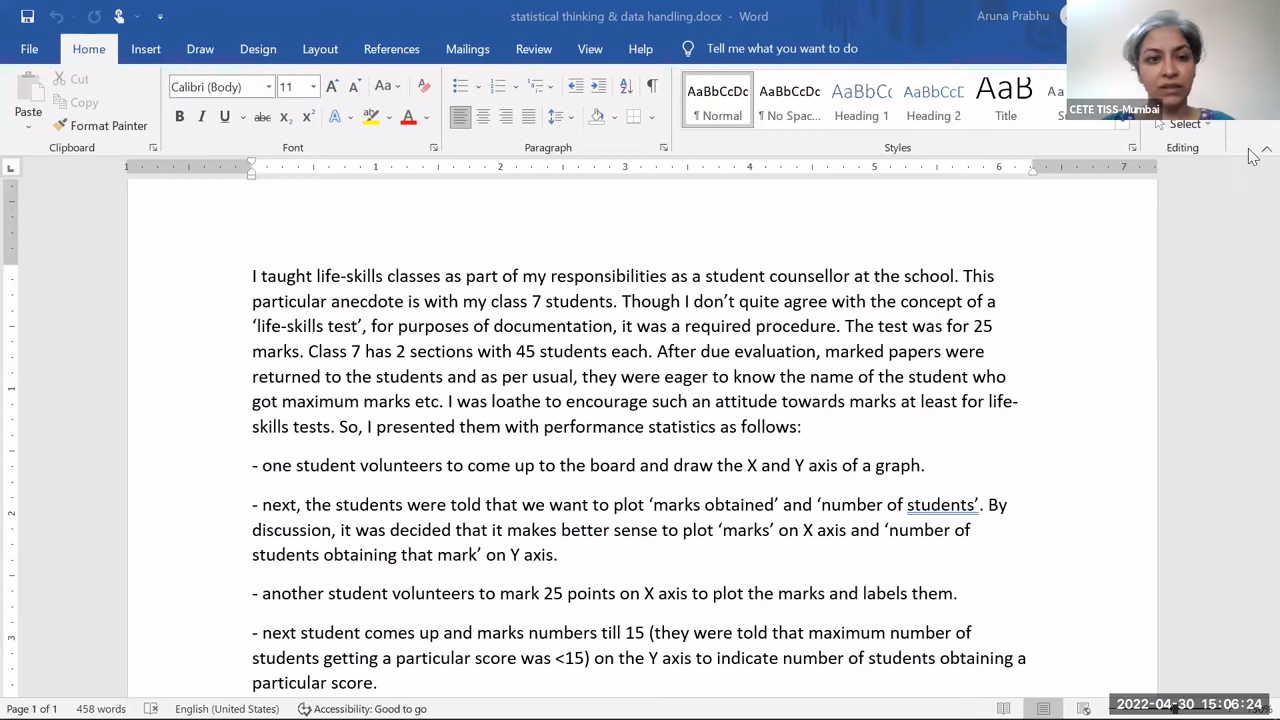 statistical thinking & data handling.docx - Word
Aruna Prabhu
File Home Insert Draw Design Layout References Mailings Review View Help Tell me what you want to do
Paste
Cut
Copy
Format Painter
Calibri (Body) 11
AaBbCcDc AaBbCcDc AaBbCc AaBbCcD AaB
¶ Normal ¶ No Spac... Heading 1 Heading 2 Title
Select
CETE TISS-Mumbai
Clipboard Font Paragraph Styles Editing
1 1 2 3 4 5 6 7
I taught life-skills classes as part of my responsibilities as a student counsellor at the school. This
particular anecdote is with my class 7 students. Though I don’t quite agree with the concept of a
‘life-skills test’, for purposes of documentation, it was a required procedure. The test was for 25
marks. Class 7 has 2 sections with 45 students each. After due evaluation, marked papers were
returned to the students and as per usual, they were eager to know the name of the student who
got maximum marks etc. I was loathe to encourage such an attitude towards marks at least for life-
skills tests. So, I presented them with performance statistics as follows:
- one student volunteers to come up to the board and draw the X and Y axis of a graph.
- next, the students were told that we want to plot ‘marks obtained’ and ‘number of students’. By
discussion, it was decided that it makes better sense to plot ‘marks’ on X axis and ‘number of
students obtaining that mark’ on Y axis.
- another student volunteers to mark 25 points on X axis to plot the marks and labels them.
- next student comes up and marks numbers till 15 (they were told that maximum number of
students getting a particular score was <15) on the Y axis to indicate number of students obtaining a
particular score.
Page 1 of 1 458 words English (United States) Accessibility: Good to go
2022-04-30 15:06:24